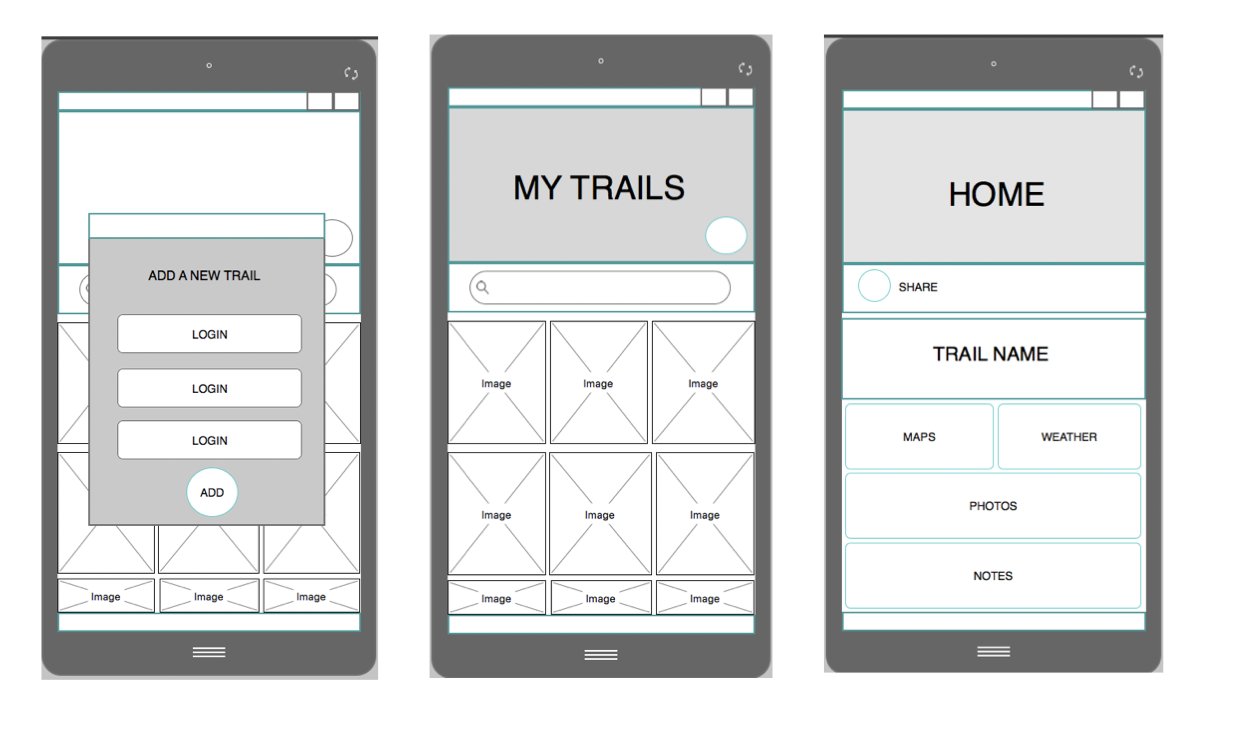 ADD A NEW TRAIL
LOGIN
LOGIN
LOGIN
ADD
Image
Image
Image
MY TRAILS
Image
Image
Image
Image
Image
Image
Image
Image
Image
HOME
SHARE
TRAIL NAME
MAPS
WEATHER
PHOTOS
NOTES